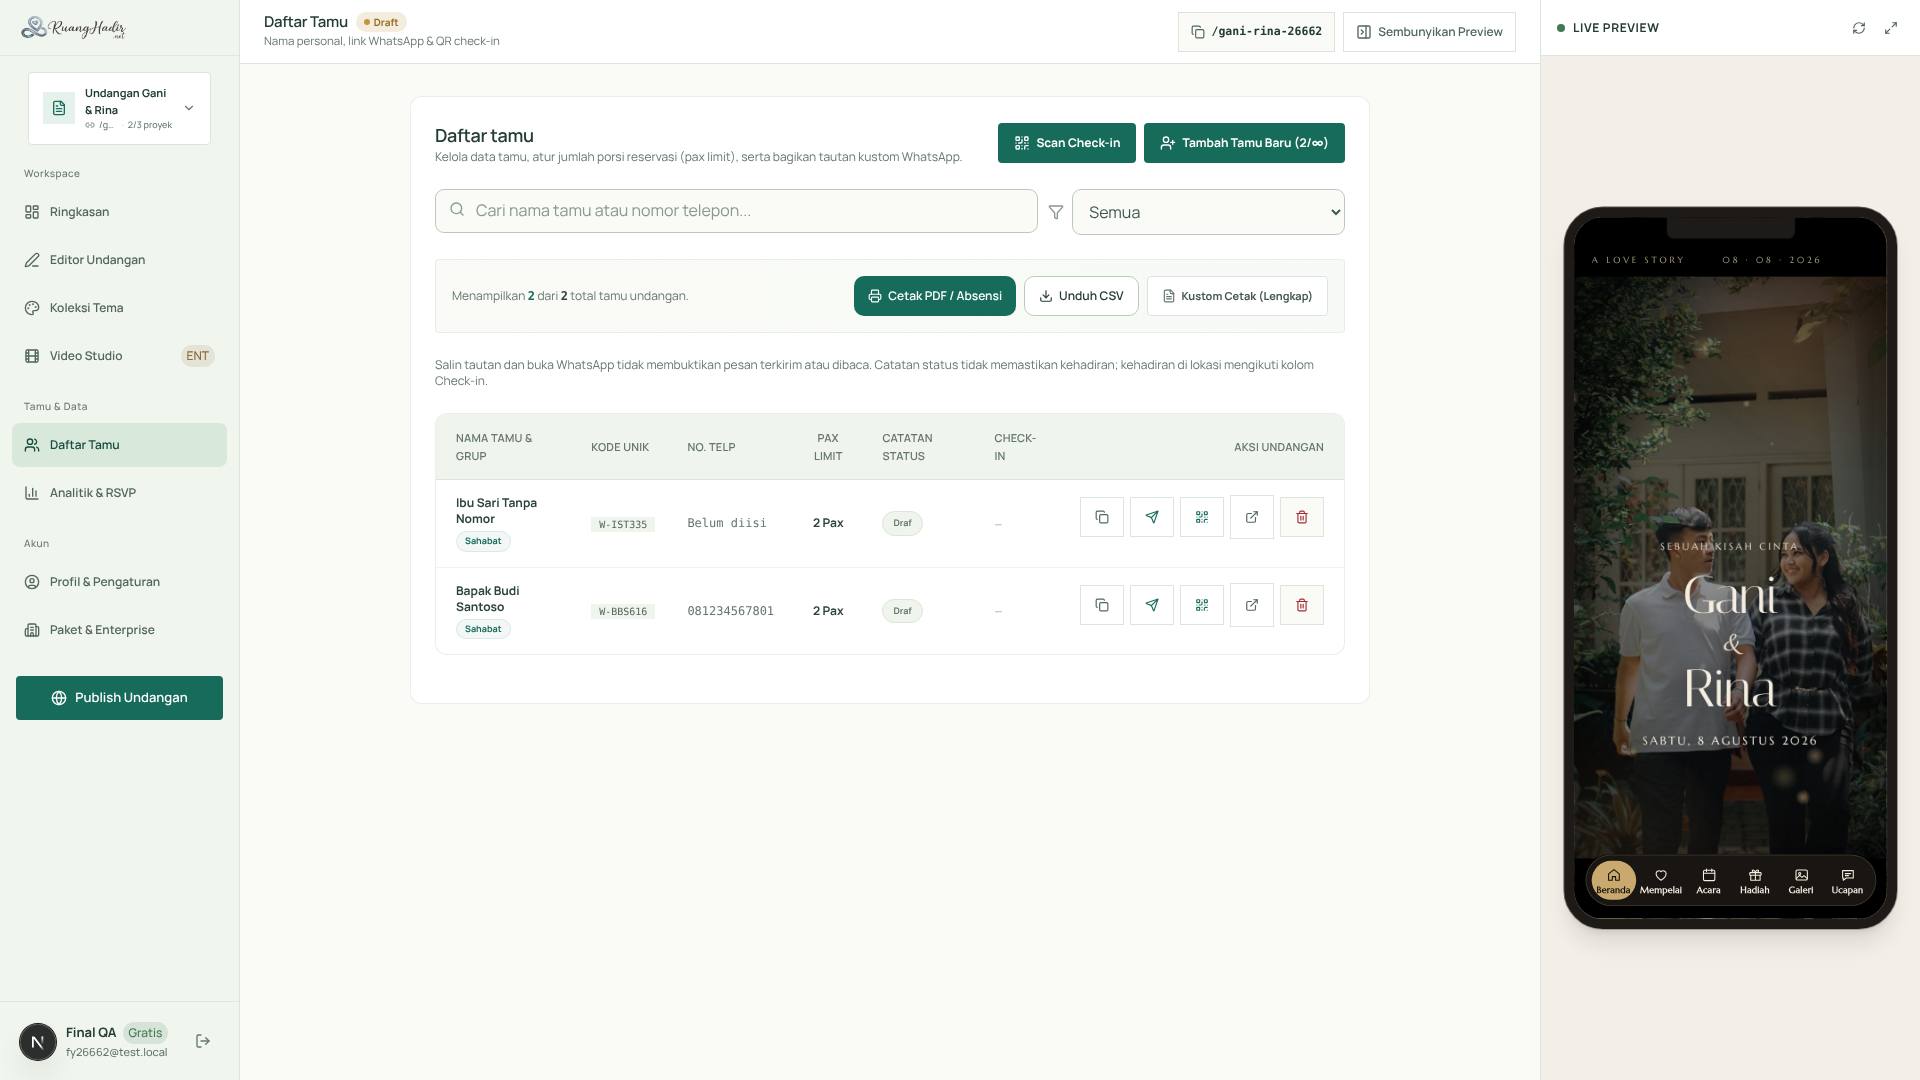 RuangHadir
.net
Undangan Gani
& Rina
/g... · 2/3 proyek
Workspace
Ringkasan
Editor Undangan
Koleksi Tema
Video Studio ENT
Tamu & Data
Daftar Tamu
Analitik & RSVP
Akun
Profil & Pengaturan
Paket & Enterprise
Publish Undangan
N
Final QA Gratis
fy26662@test.local
Daftar Tamu Draft
Nama personal, link WhatsApp & QR check-in
/gani-rina-26662
Sembunyikan Preview
Daftar tamu
Kelola data tamu, atur jumlah porsi reservasi (pax limit), serta bagikan tautan kustom WhatsApp.
Scan Check-in
Tambah Tamu Baru (2/∞)
Cari nama tamu atau nomor telepon...
Semua
Menampilkan 2 dari 2 total tamu undangan.
Cetak PDF / Absensi
Unduh CSV
Kustom Cetak (Lengkap)
Salin tautan dan buka WhatsApp tidak membuktikan pesan terkirim atau dibaca. Catatan status tidak memastikan kehadiran; kehadiran di lokasi mengikuti kolom
Check-in.
NAMA TAMU &
GRUP
KODE UNIK
NO. TELP
PAX
LIMIT
CATATAN
STATUS
CHECK-
IN
AKSI UNDANGAN
Ibu Sari Tanpa
Nomor
Sahabat
W-IST335
Belum diisi
2 Pax
Draf
—
Bapak Budi
Santoso
Sahabat
W-BBS616
081234567801
2 Pax
Draf
—
LIVE PREVIEW
A LOVE STORY 08 · 08 · 2026
SEBUAH KISAH CINTA
Gani
&
Rina
SABTU, 8 AGUSTUS 2026
Beranda
Mempelai
Acara
Hadiah
Galeri
Ucapan